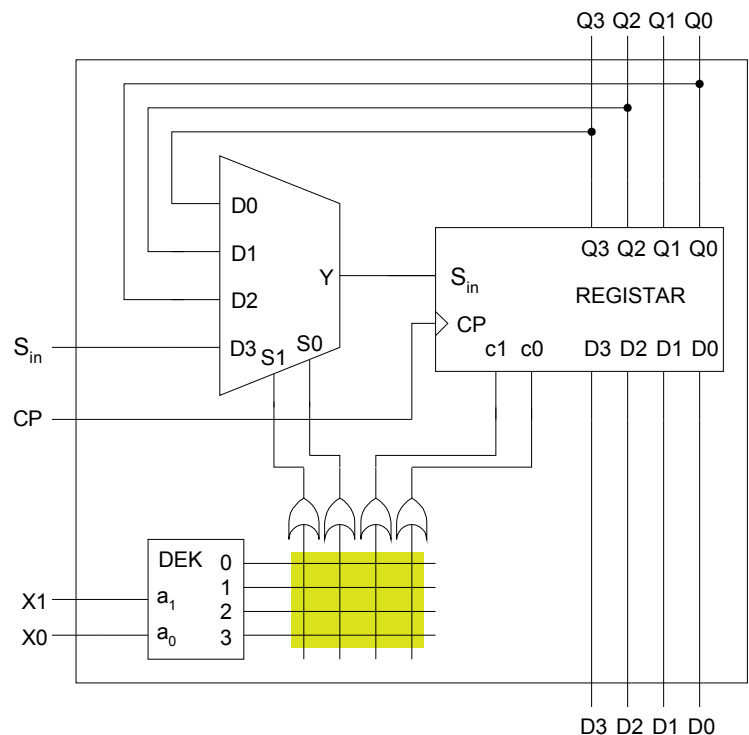 Q3 Q2 Q1 Q0
D0
D1
D2
D3
S1
S0
Y
S_in
CP
S_in
CP
Q3 Q2 Q1 Q0
REGISTAR
c1 c0
D3 D2 D1 D0
DEK
a_1
a_0
0
1
2
3
X1
X0
D3 D2 D1 D0